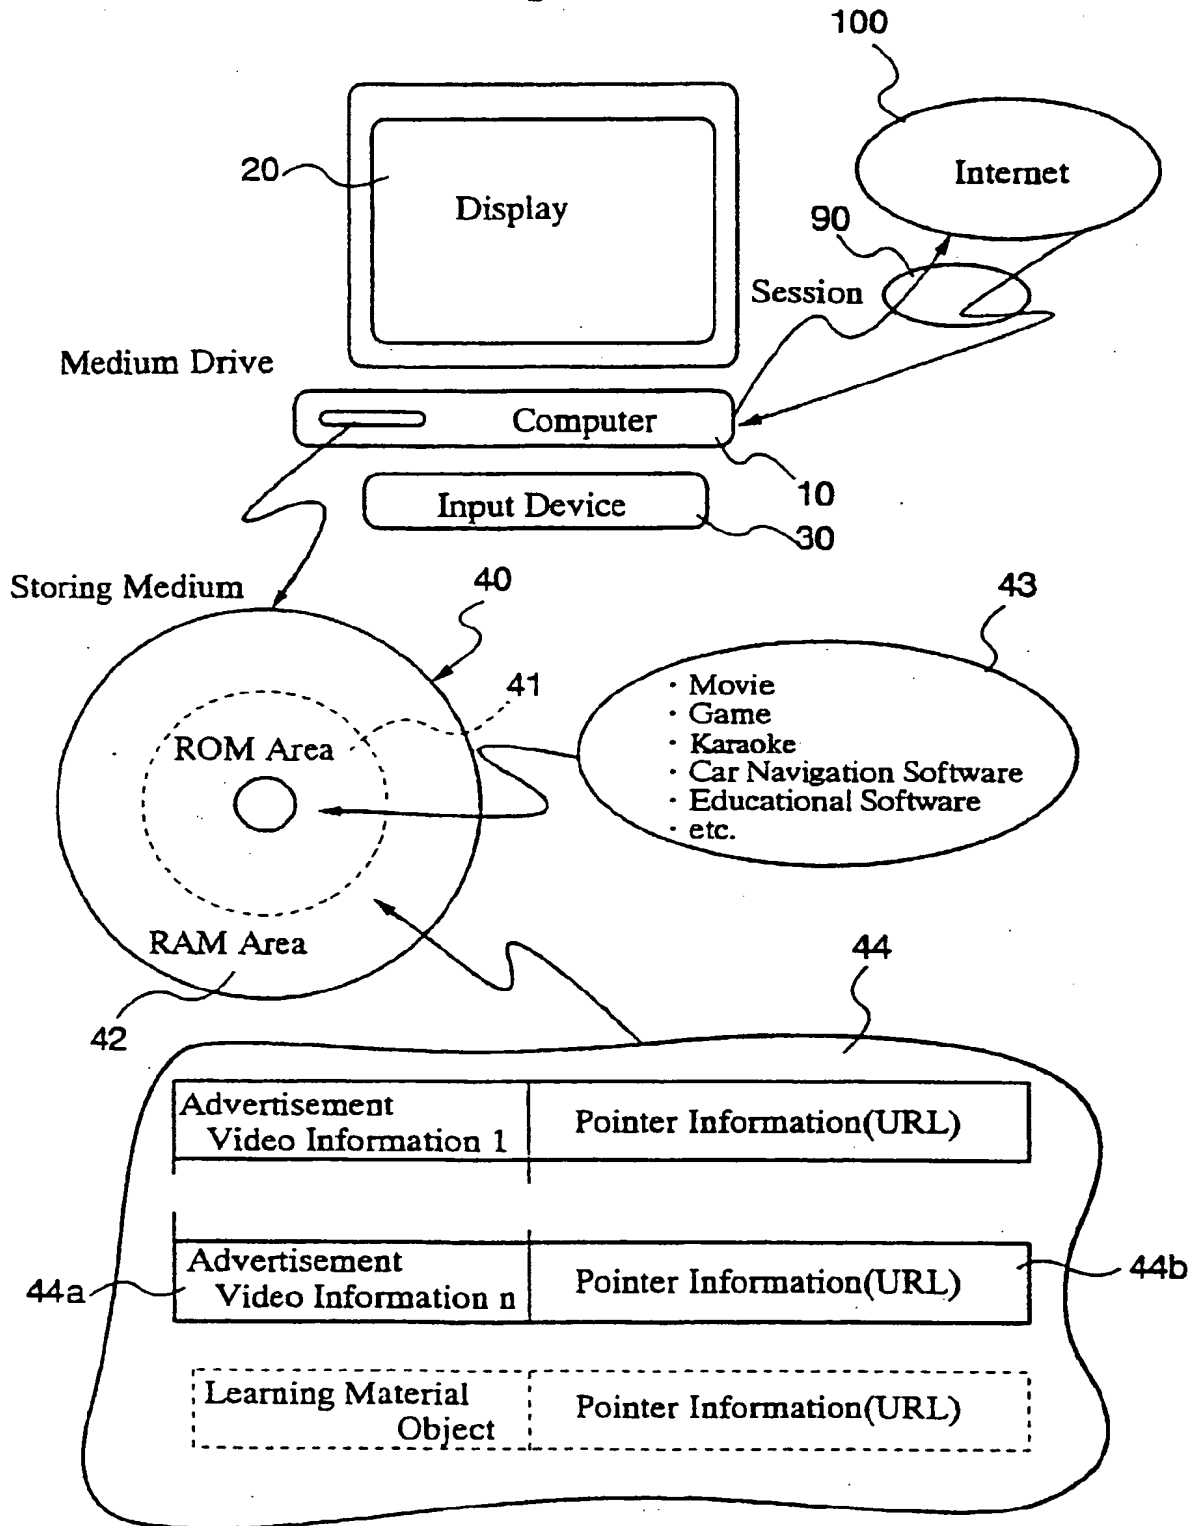 100
20
Display
Internet
90
Session
Medium Drive
Computer
10
Input Device
30
Storing Medium
40
43
41
ROM Area
· Movie
· Game
· Karaoke
· Car Navigation Software
· Educational Software
· etc.
RAM Area
42
44
Advertisement
Video Information 1
Pointer Information(URL)
Advertisement
Video Information n
Pointer Information(URL)
44a
44b
Learning Material
Object
Pointer Information(URL)